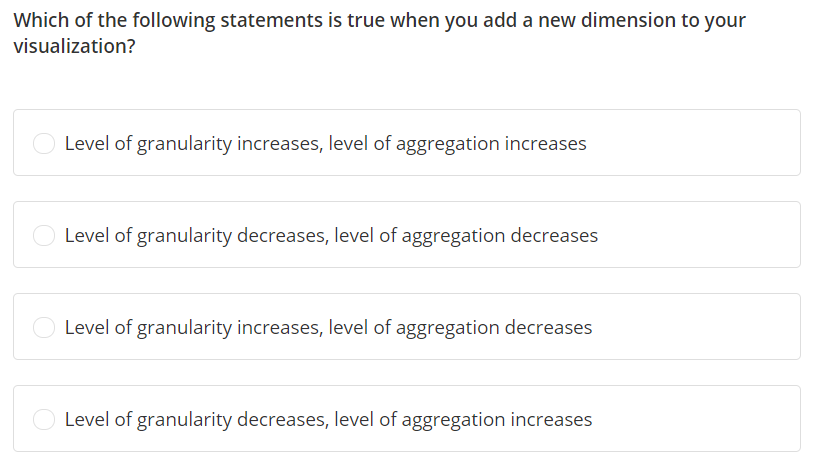 Which of the following statements is true when you add a new dimension to your
visualization?
Level of granularity increases, level of aggregation increases
Level of granularity decreases, level of aggregation decreases
Level of granularity increases, level of aggregation decreases
Level of granularity decreases, level of aggregation increases